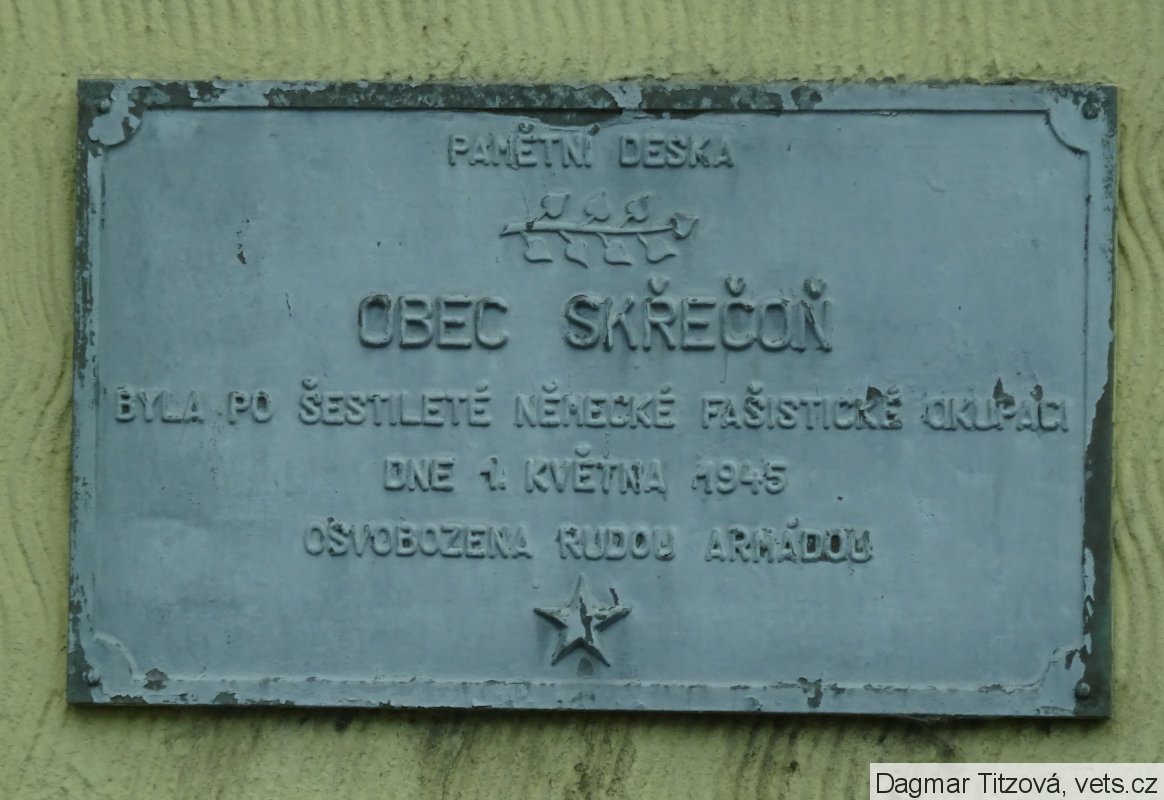 PAMĚTNÍ DESKA
OBEC SKŘEČOŇ
BYLA PO ŠESTILETÉ NĚMECKÉ FAŠISTICKÉ OKUPACI
DNE 1. KVĚTNA 1945
OSVOBOZENA RUDOU ARMÁDOU
Dagmar Titzová, vets.cz